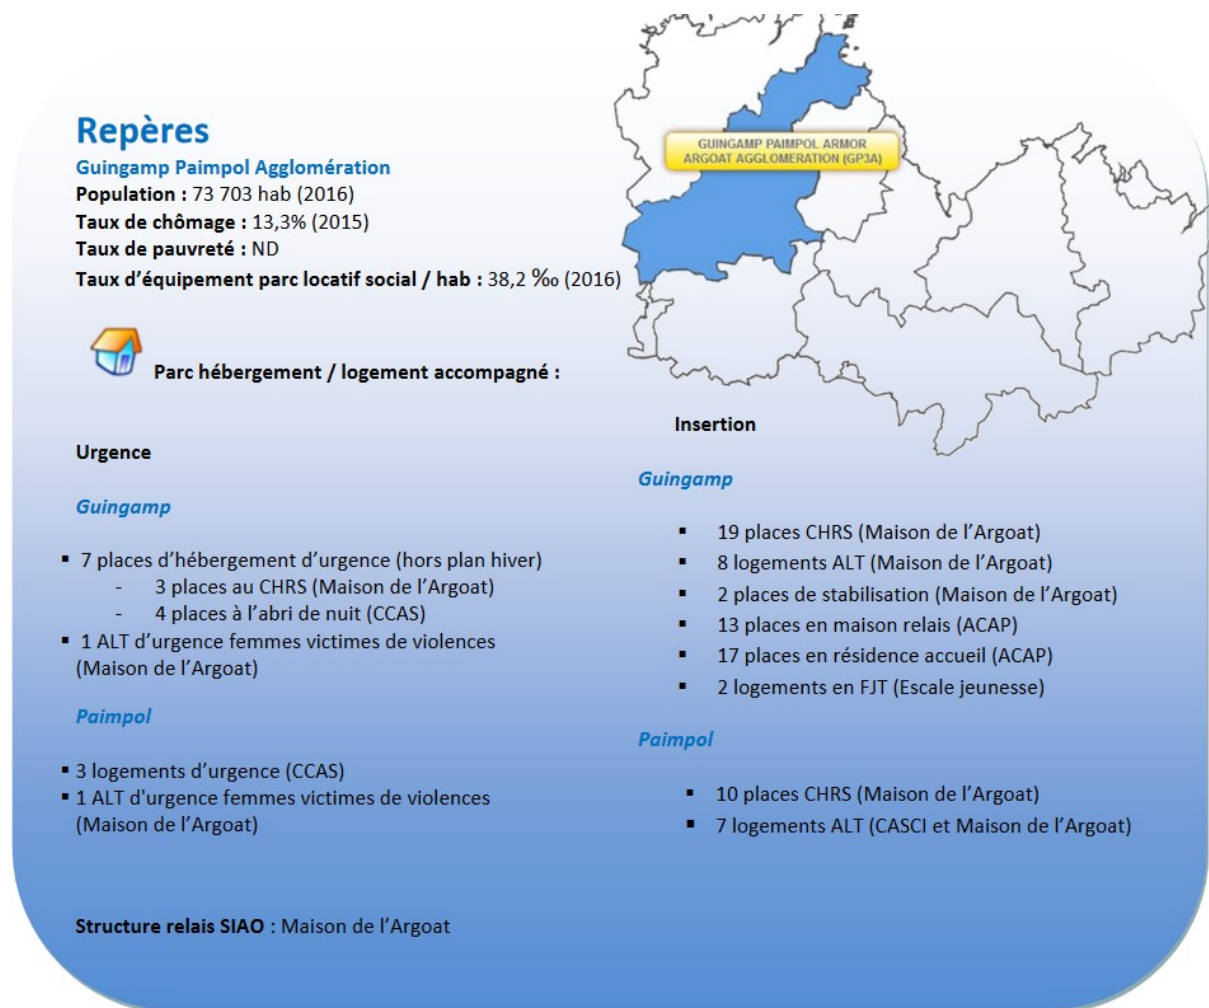 Repères
Guingamp Paimpol Agglomération
Population : 73 703 hab (2016)
Taux de chômage : 13,3% (2015)
Taux de pauvreté : ND
Taux d’équipement parc locatif social / hab : 38,2 ‰ (2016)
GUINGAMP PAIMPOL ARMOR
ARGOAT AGGLOMERATION (GP3A)
Parc hébergement / logement accompagné :
Urgence
Guingamp
▪ 7 places d’hébergement d’urgence (hors plan hiver)
- 3 places au CHRS (Maison de l’Argoat)
- 4 places à l’abri de nuit (CCAS)
▪ 1 ALT d’urgence femmes victimes de violences
(Maison de l’Argoat)
Paimpol
▪ 3 logements d’urgence (CCAS)
▪ 1 ALT d'urgence femmes victimes de violences
(Maison de l’Argoat)
Insertion
Guingamp
▪ 19 places CHRS (Maison de l’Argoat)
▪ 8 logements ALT (Maison de l’Argoat)
▪ 2 places de stabilisation (Maison de l’Argoat)
▪ 13 places en maison relais (ACAP)
▪ 17 places en résidence accueil (ACAP)
▪ 2 logements en FJT (Escale jeunesse)
Paimpol
▪ 10 places CHRS (Maison de l’Argoat)
▪ 7 logements ALT (CASCI et Maison de l’Argoat)
Structure relais SIAO : Maison de l’Argoat